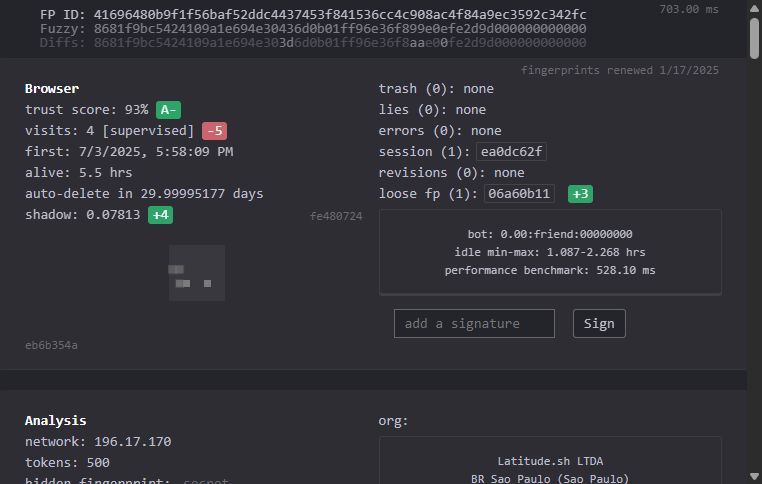 703.00 ms
FP ID: 41696480b9f1f56baf52ddc4437453f841536cc4c908ac4f84a9ec3592c342fc
Fuzzy: 8681f9bc5424109a1e694e30436d0b01ff96e36f899e0efe2d9d000000000000
Diffs: 8681f9bc5424109a1e694e303d6d0b01ff96e36f8aae00fe2d9d000000000000
fingerprints renewed 1/17/2025
Browser
trust score: 93% A-
visits: 4 [supervised] -5
first: 7/3/2025, 5:58:09 PM
alive: 5.5 hrs
auto-delete in 29.99995177 days
shadow: 0.07813 +4
fe480724
eb6b354a
trash (0): none
lies (0): none
errors (0): none
session (1): ea0dc62f
revisions (0): none
loose fp (1): 06a60b11 +3
bot: 0.00:friend:00000000
idle min-max: 1.087-2.268 hrs
performance benchmark: 528.10 ms
add a signature
Sign
Analysis
network: 196.17.170
tokens: 500
hidden fingerprint: secret
org:
Latitude.sh LTDA
BR Sao Paulo (Sao Paulo)